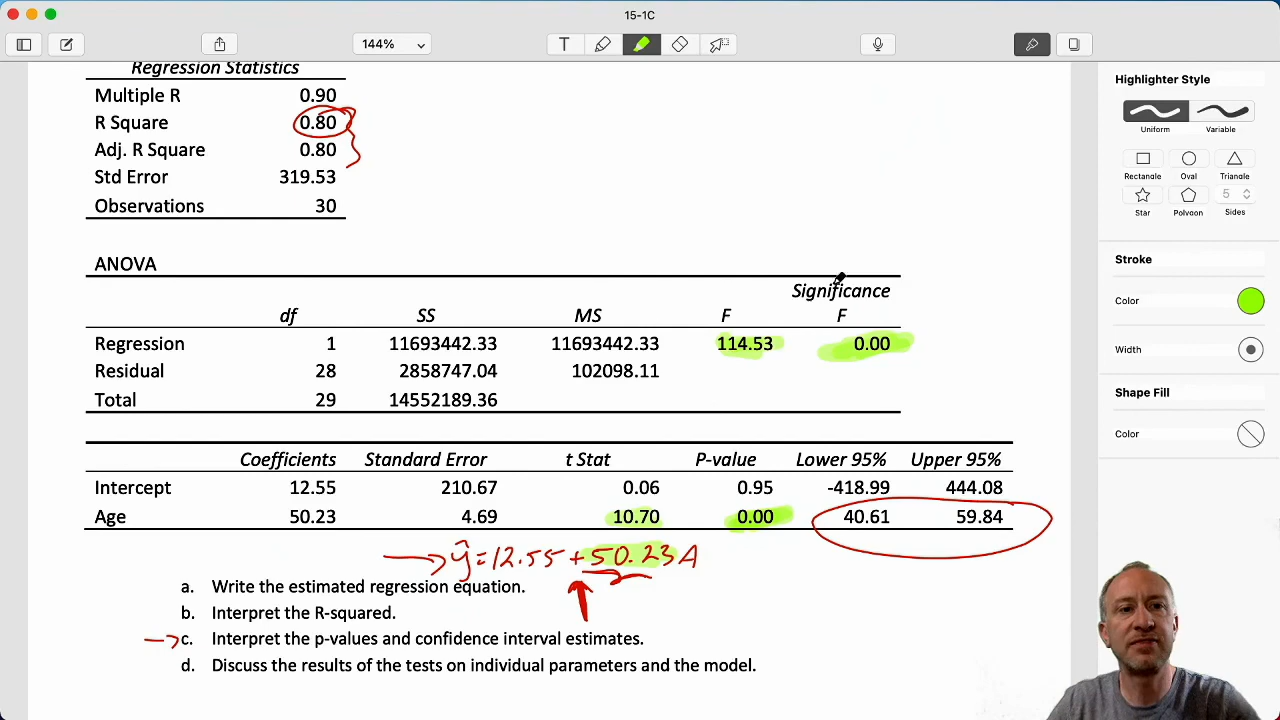 15-1C
144%
T
Highlighter Style
Uniform Variable
Rectangle Oval Triangle
Star Polygon 5 Sides
Stroke
Color
Width
Shape Fill
Color
Regression Statistics
Multiple R 0.90
R Square 0.80
Adj. R Square 0.80
Std Error 319.53
Observations 30
ANOVA
df SS MS F Significance F
Regression 1 11693442.33 11693442.33 114.53 0.00
Residual 28 2858747.04 102098.11
Total 29 14552189.36
Coefficients Standard Error t Stat P-value Lower 95% Upper 95%
Intercept 12.55 210.67 0.06 0.95 -418.99 444.08
Age 50.23 4.69 10.70 0.00 40.61 59.84
ŷ = 12.55 + 50.23A
a. Write the estimated regression equation.
b. Interpret the R-squared.
c. Interpret the p-values and confidence interval estimates.
d. Discuss the results of the tests on individual parameters and the model.